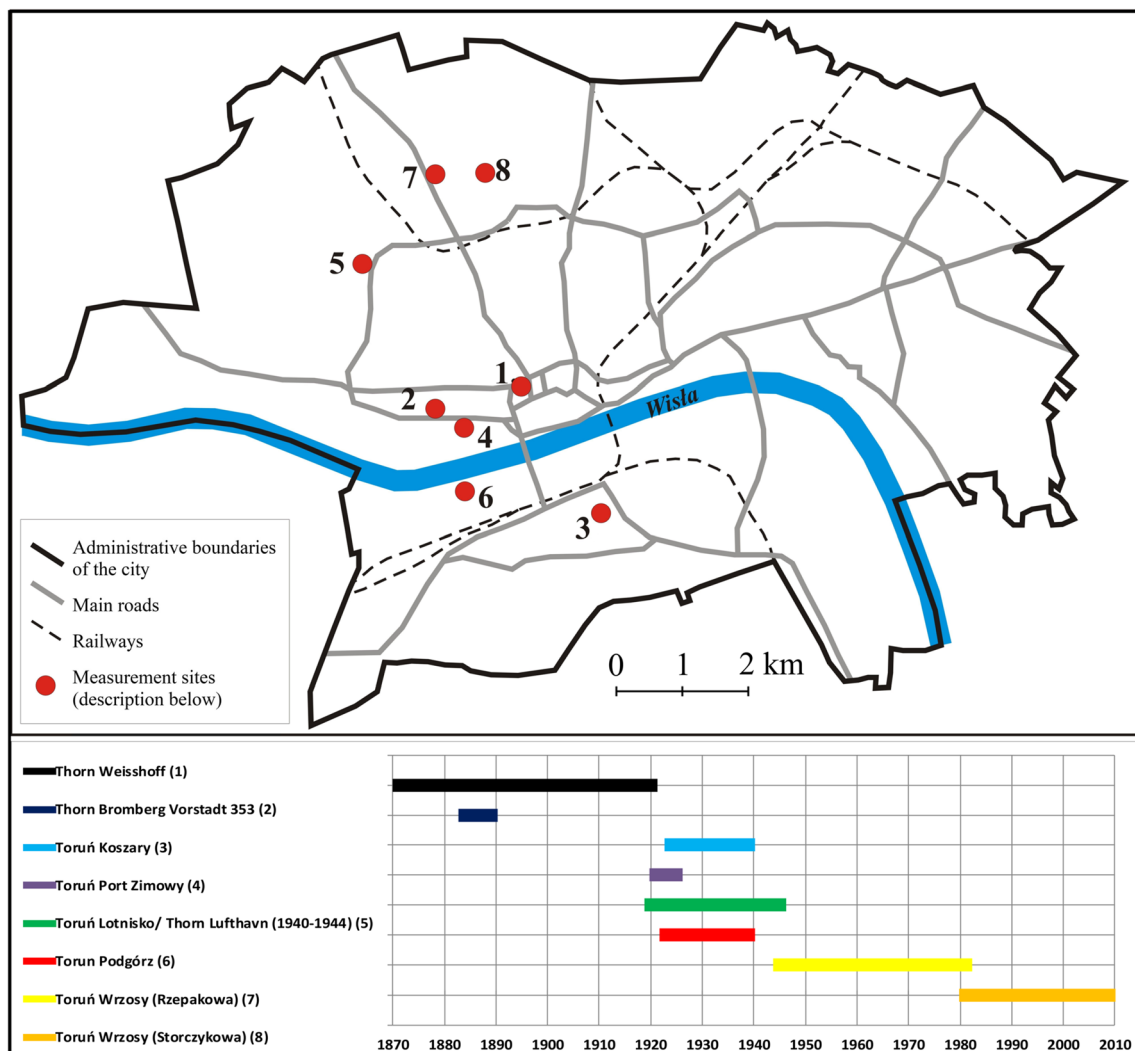 7
8
5
1
2
4
Wisła
6
3
Administrative boundaries
of the city
Main roads
Railways
Measurement sites
(description below)
0 1 2 km
Thorn Weisshoff (1)
Thorn Bromberg Vorstadt 353 (2)
Toruń Koszary (3)
Toruń Port Zimowy (4)
Toruń Lotnisko/ Thorn Lufthavn (1940-1944) (5)
Torun Podgórz (6)
Toruń Wrzosy (Rzepakowa) (7)
Toruń Wrzosy (Storczykowa) (8)
1870 1880 1890 1900 1910 1920 1930 1940 1950 1960 1970 1980 1990 2000 2010